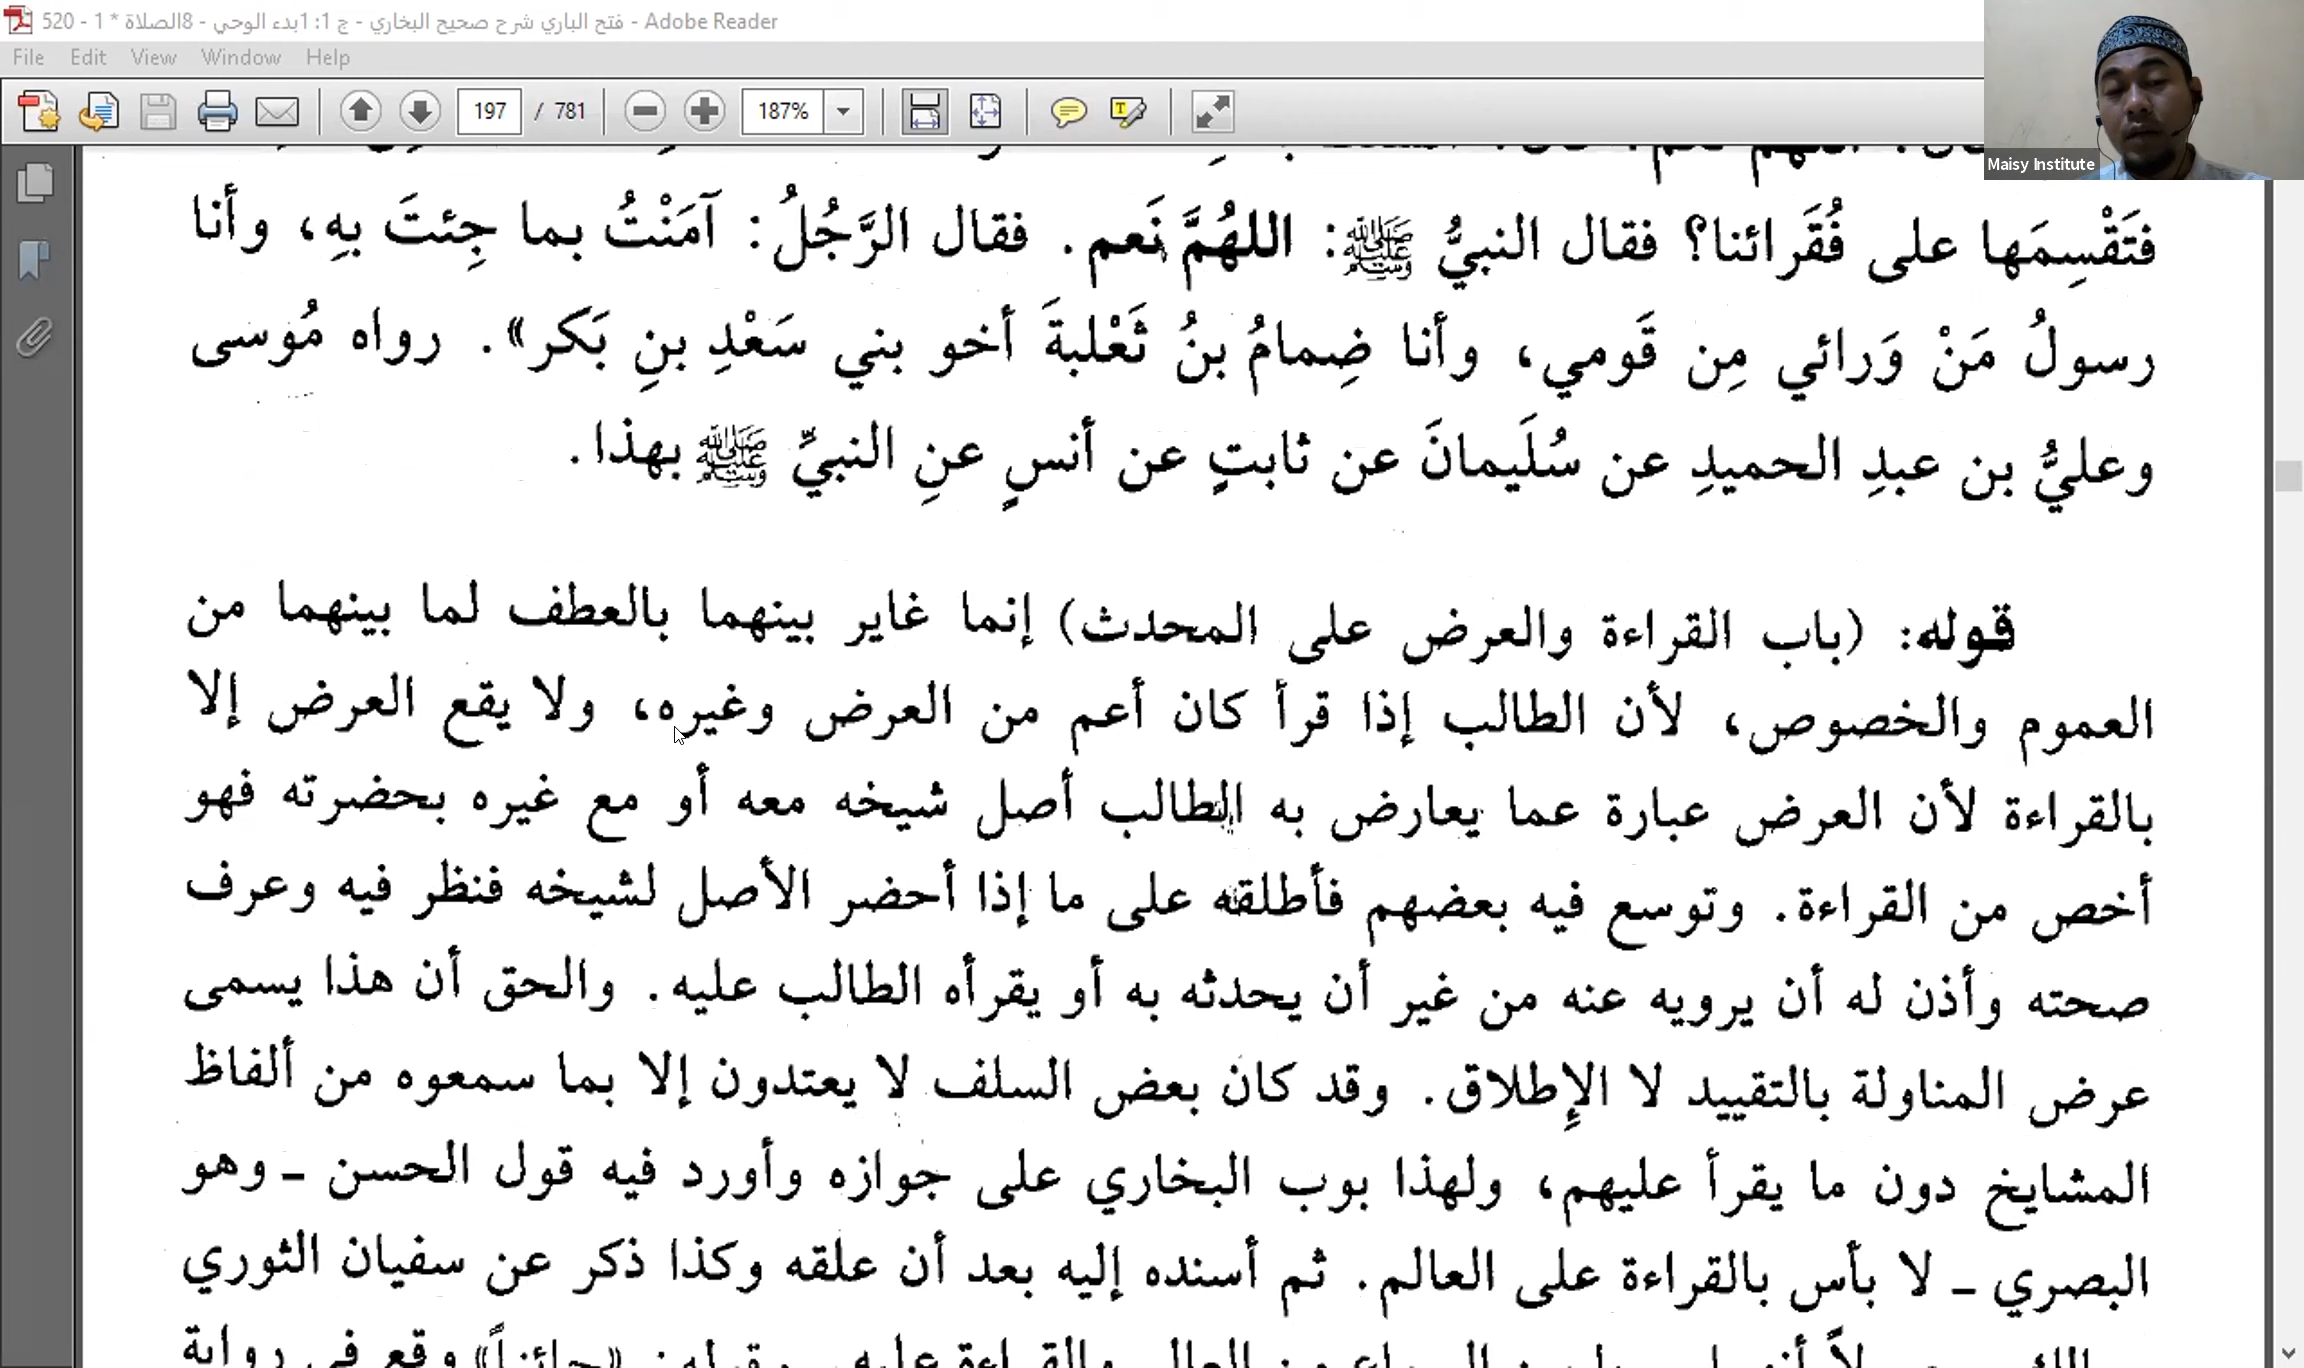 فتح الباري شرح صحيح البخاري - ج 1: 1بدء الوحي - 8الصلاة * 1 - 520 - Adobe Reader
File Edit View Window Help
197 / 781 187%
Maisy Institute
فَتَقْسِمَها على فُقَرائنا؟ فقال النبيُّ ﷺ: اللهُمَّ نَعم. فقال الرَّجُلُ: آمَنْتُ بما جِئتَ بهِ، وأنا
رسولُ مَنْ وَرائي مِن قَومي، وأنا ضِمامُ بنُ ثَعْلبةَ أخو بني سَعْدِ بنِ بَكر». رواه مُوسى
وعليُّ بن عبدِ الحميدِ عن سُلَيمانَ عن ثابتٍ عن أنسٍ عنِ النبيِّ ﷺ بهذا.
قوله: (باب القراءة والعرض على المحدث) إنما غاير بينهما بالعطف لما بينهما من
العموم والخصوص، لأن الطالب إذا قرأ كان أعم من العرض وغيره، ولا يقع العرض إلا
بالقراءة لأن العرض عبارة عما يعارض به الطالب أصل شيخه معه أو مع غيره بحضرته فهو
أخص من القراءة. وتوسع فيه بعضهم فأطلقه على ما إذا أحضر الأصل لشيخه فنظر فيه وعرف
صحته وأذن له أن يرويه عنه من غير أن يحدثه به أو يقرأه الطالب عليه. والحق أن هذا يسمى
عرض المناولة بالتقييد لا الإِطلاق. وقد كان بعض السلف لا يعتدون إلا بما سمعوه من ألفاظ
المشايخ دون ما يقرأ عليهم، ولهذا بوب البخاري على جوازه وأورد فيه قول الحسن ـ وهو
البصري ـ لا بأس بالقراءة على العالم. ثم أسنده إليه بعد أن علقه وكذا ذكر عن سفيان الثوري
«جائزاً» وقع في رواية